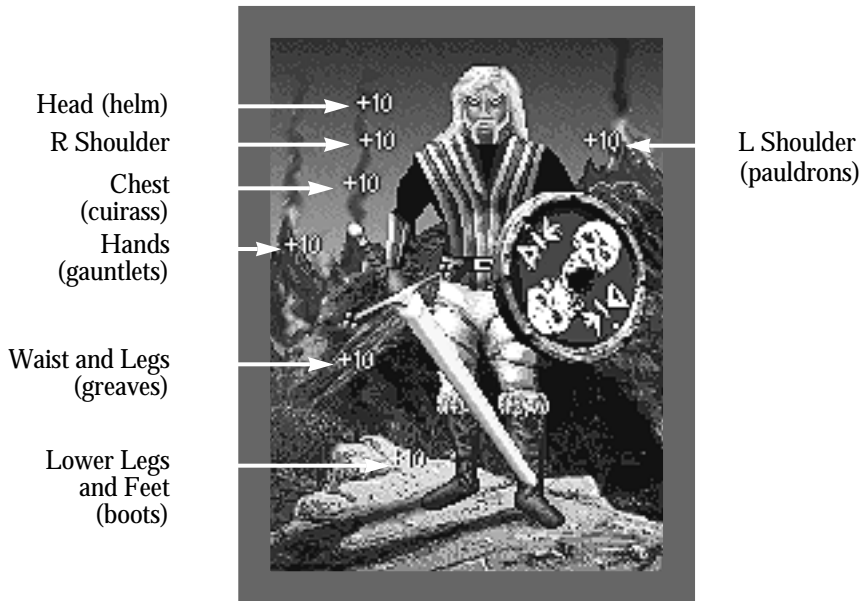 Head (helm)
+10
R Shoulder
+10
+10
L Shoulder
(pauldrons)
Chest
(cuirass)
+10
Hands
(gauntlets)
+10
Waist and Legs
(greaves)
+10
Lower Legs
and Feet
(boots)
+10